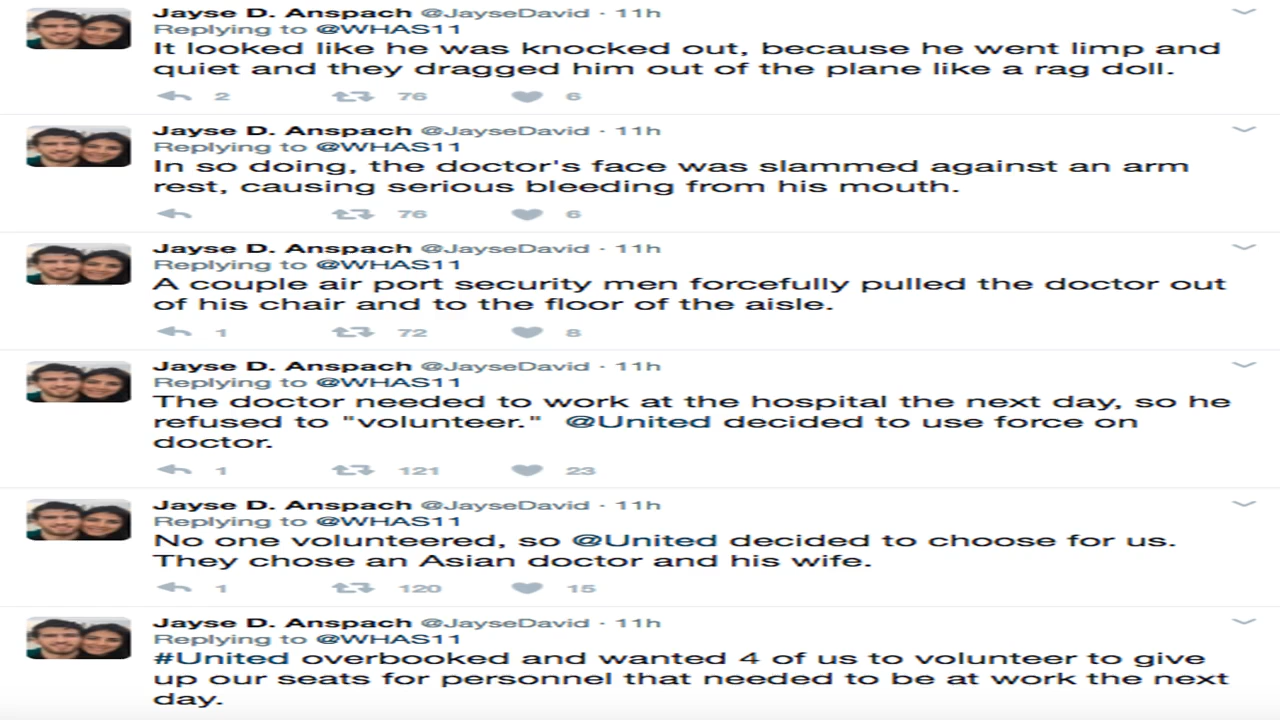 Jayse D. Anspach @JayseDavid · 11h
Replying to @WHAS11
It looked like he was knocked out, because he went limp and
quiet and they dragged him out of the plane like a rag doll.
2 76 6
Jayse D. Anspach @JayseDavid · 11h
Replying to @WHAS11
In so doing, the doctor's face was slammed against an arm
rest, causing serious bleeding from his mouth.
76 6
Jayse D. Anspach @JayseDavid · 11h
Replying to @WHAS11
A couple air port security men forcefully pulled the doctor out
of his chair and to the floor of the aisle.
1 72 8
Jayse D. Anspach @JayseDavid · 11h
Replying to @WHAS11
The doctor needed to work at the hospital the next day, so he
refused to "volunteer." @United decided to use force on
doctor.
1 121 23
Jayse D. Anspach @JayseDavid · 11h
Replying to @WHAS11
No one volunteered, so @United decided to choose for us.
They chose an Asian doctor and his wife.
1 120 15
Jayse D. Anspach @JayseDavid · 11h
Replying to @WHAS11
#United overbooked and wanted 4 of us to volunteer to give
up our seats for personnel that needed to be at work the next
day.